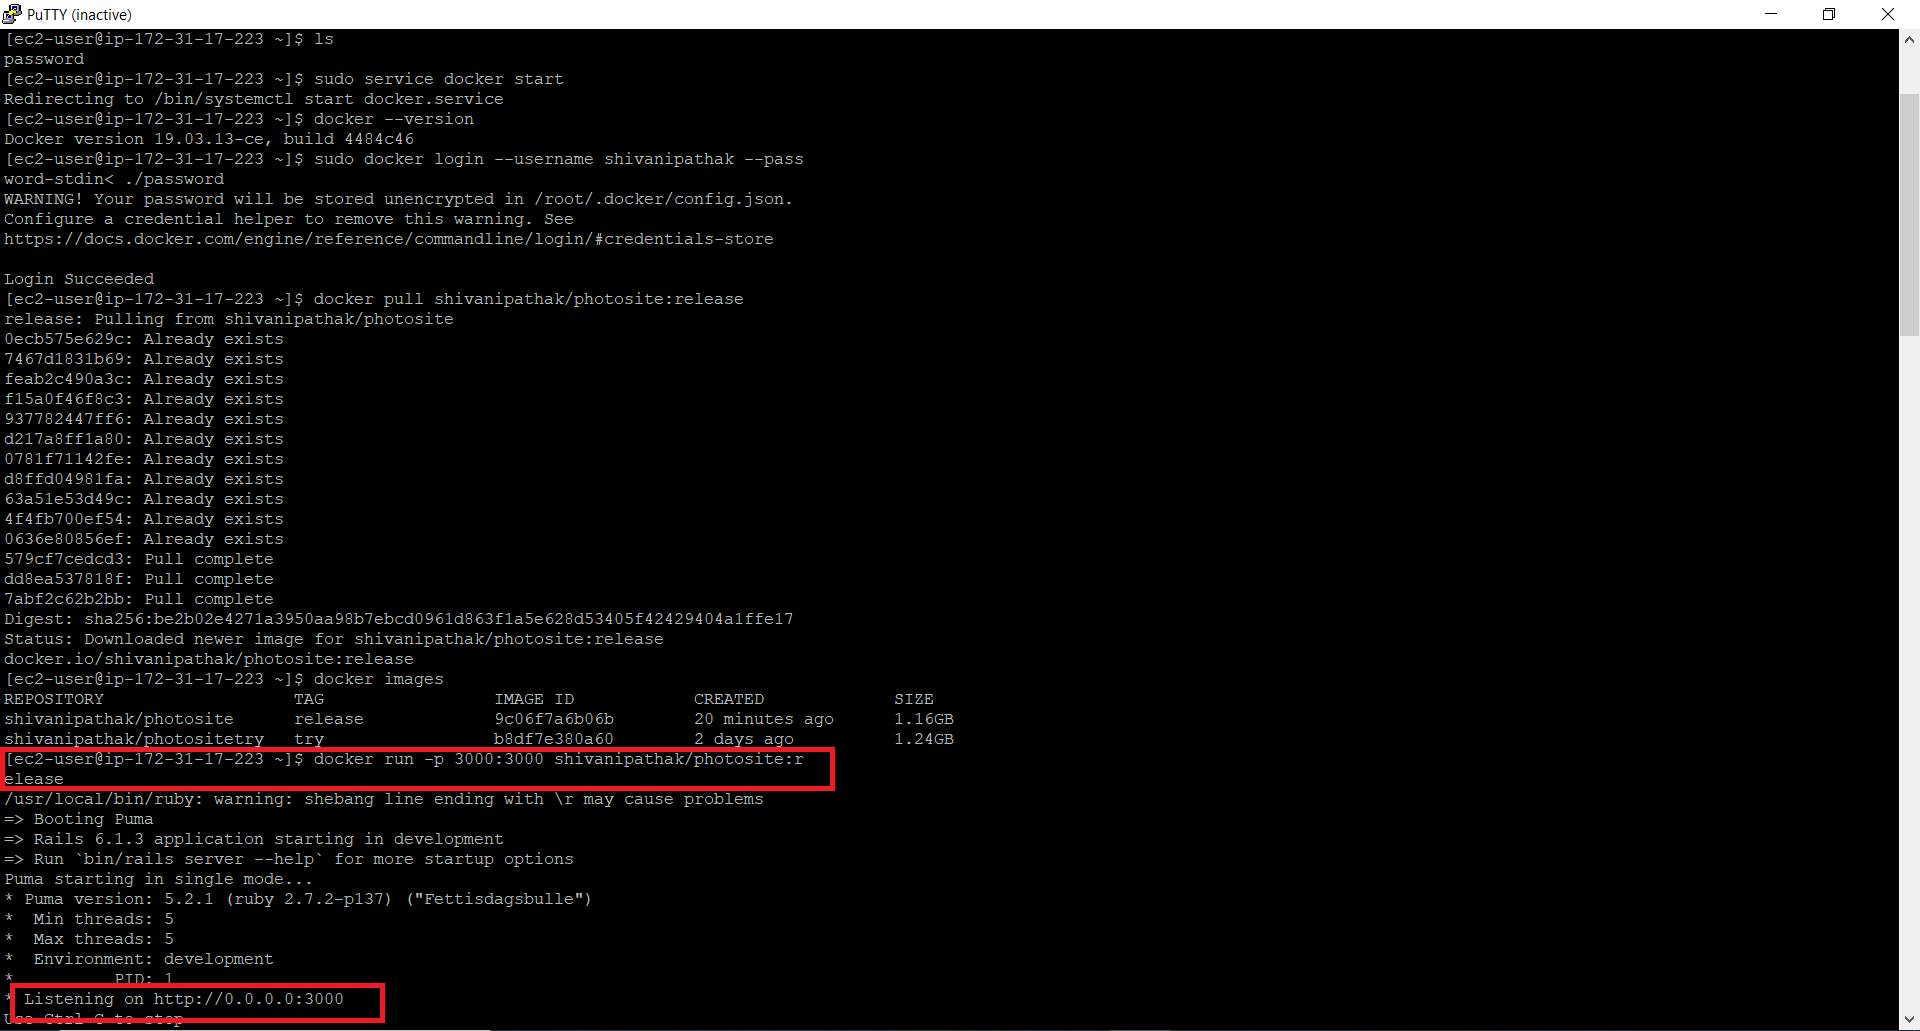 PuTTY (inactive)
[ec2-user@ip-172-31-17-223 ~]$ ls
password
[ec2-user@ip-172-31-17-223 ~]$ sudo service docker start
Redirecting to /bin/systemctl start docker.service
[ec2-user@ip-172-31-17-223 ~]$ docker --version
Docker version 19.03.13-ce, build 4484c46
[ec2-user@ip-172-31-17-223 ~]$ sudo docker login --username shivanipathak --pass
word-stdin< ./password
WARNING! Your password will be stored unencrypted in /root/.docker/config.json.
Configure a credential helper to remove this warning. See
https://docs.docker.com/engine/reference/commandline/login/#credentials-store
Login Succeeded
[ec2-user@ip-172-31-17-223 ~]$ docker pull shivanipathak/photosite:release
release: Pulling from shivanipathak/photosite
0ecb575e629c: Already exists
7467d1831b69: Already exists
feab2c490a3c: Already exists
f15a0f46f8c3: Already exists
937782447ff6: Already exists
d217a8ff1a80: Already exists
0781f71142fe: Already exists
d8ffd04981fa: Already exists
63a51e53d49c: Already exists
4f4fb700ef54: Already exists
0636e80856ef: Already exists
579cf7cedcd3: Pull complete
dd8ea537818f: Pull complete
7abf2c62b2bb: Pull complete
Digest: sha256:be2b02e4271a3950aa98b7ebcd0961d863f1a5e628d53405f42429404a1ffe17
Status: Downloaded newer image for shivanipathak/photosite:release
docker.io/shivanipathak/photosite:release
[ec2-user@ip-172-31-17-223 ~]$ docker images
REPOSITORY TAG IMAGE ID CREATED SIZE
shivanipathak/photosite release 9c06f7a6b06b 20 minutes ago 1.16GB
shivanipathak/photositetry try b8df7e380a60 2 days ago 1.24GB
[ec2-user@ip-172-31-17-223 ~]$ docker run -p 3000:3000 shivanipathak/photosite:r
elease
/usr/local/bin/ruby: warning: shebang line ending with \r may cause problems
=> Booting Puma
=> Rails 6.1.3 application starting in development
=> Run `bin/rails server --help` for more startup options
Puma starting in single mode...
* Puma version: 5.2.1 (ruby 2.7.2-p137) ("Fettisdagsbulle")
* Min threads: 5
* Max threads: 5
* Environment: development
* PID: 1
* Listening on http://0.0.0.0:3000
Use Ctrl-C to stop